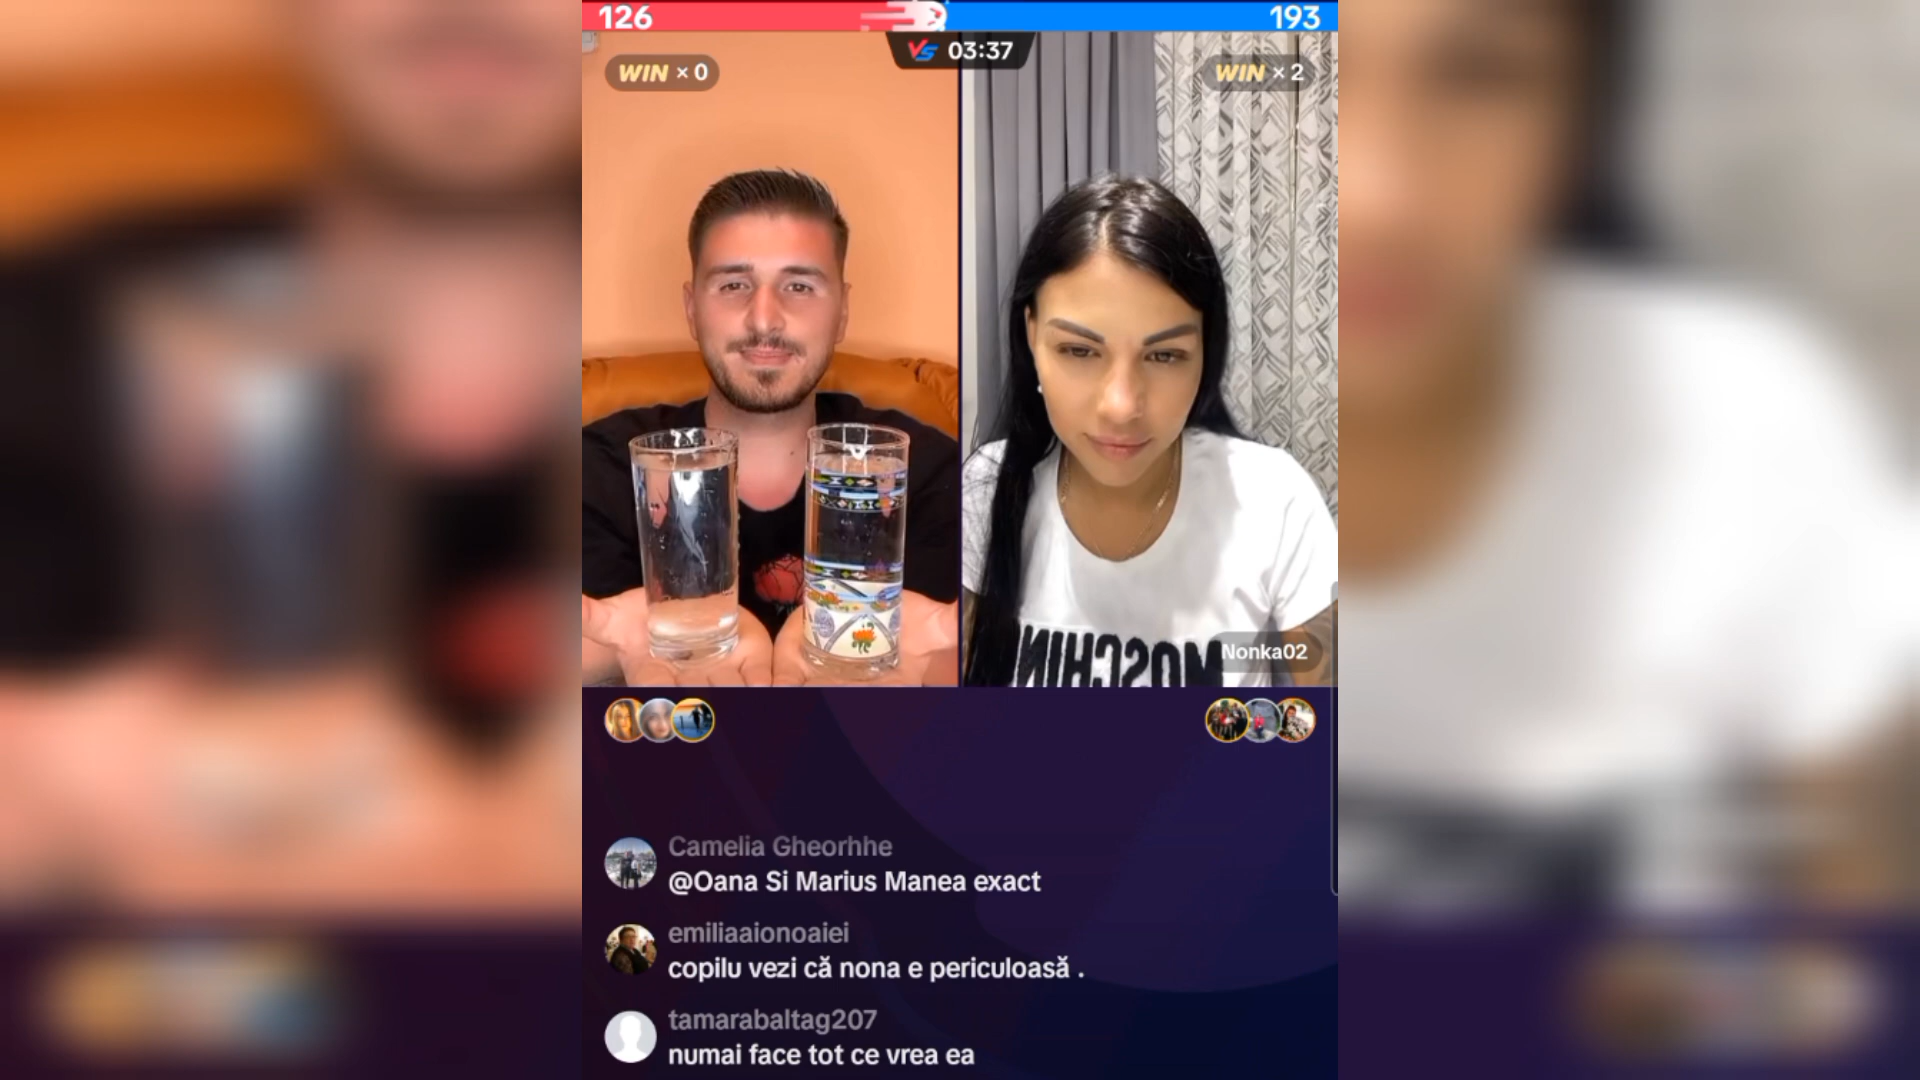 126
193
VS 03:37
WIN × 0
WIN × 2
MOSCHIN
Nonka02
Camelia Gheorhhe
@Oana Si Marius Manea exact
emiliaaionoaiei
copilu vezi că nona e periculoasă .
tamarabaltag207
numai face tot ce vrea ea